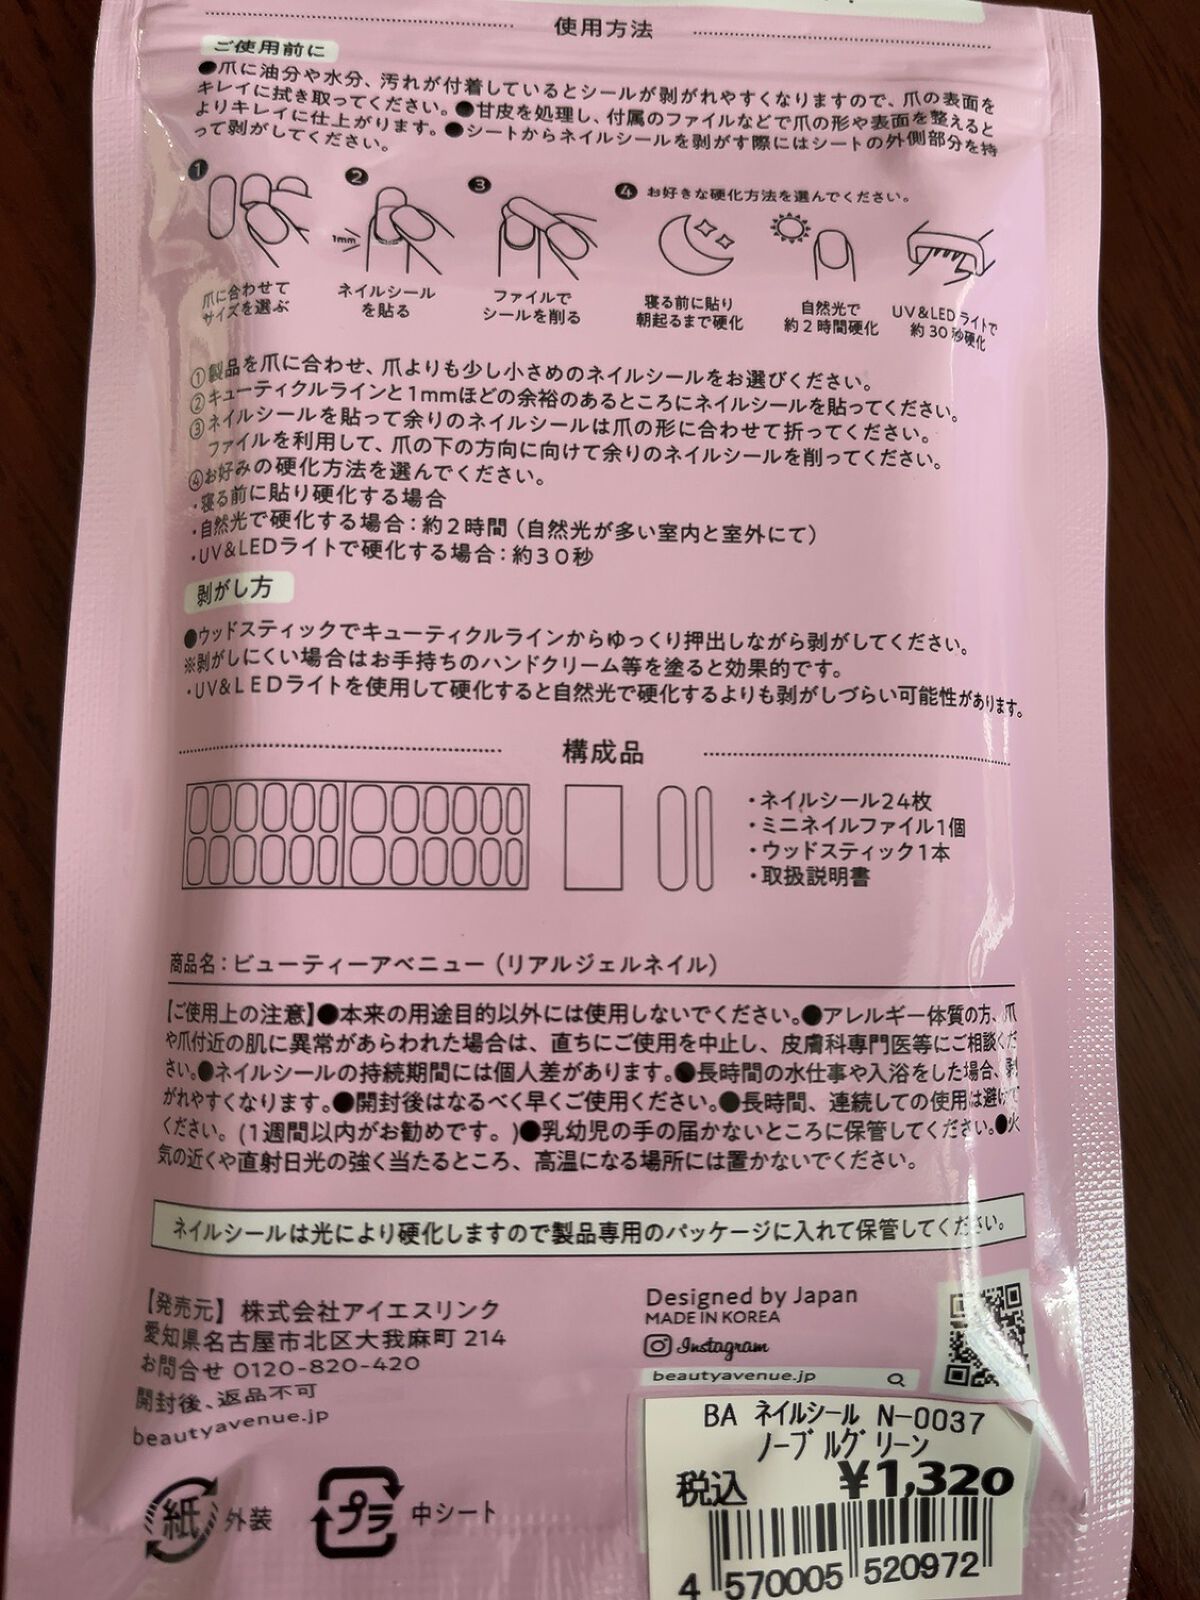 使用方法
ご使用前に
●爪に油分や水分、汚れが付着しているとシールが剥がれやすくなりますので、爪の表面を
キレイに拭き取ってください。●甘皮を処理し、付属のファイルなどで爪の形や表面を整えると
よりキレイに仕上がります。●シートからネイルシールを剥がす際にはシートの外側部分を持
って剥がしてください。
❶ ❷ ❸ ❹ お好きな硬化方法を選んでください。
1mm
爪に合わせて
サイズを選ぶ
ネイルシール
を貼る
ファイルで
シールを削る
寝る前に貼り
朝起るまで硬化
自然光で
約2時間硬化
UV&LEDライトで
約30秒硬化
①製品を爪に合わせ、爪よりも少し小さめのネイルシールをお選びください。
②キューティクルラインと1mmほどの余裕のあるところにネイルシールを貼ってください。
③ネイルシールを貼って余りのネイルシールは爪の形に合わせて折ってください。
ファイルを利用して、爪の下の方向に向けて余りのネイルシールを削ってください。
④お好みの硬化方法を選んでください。
・寝る前に貼り硬化する場合
・自然光で硬化する場合：約2時間（自然光が多い室内と室外にて）
・UV&LEDライトで硬化する場合：約30秒
剥がし方
●ウッドスティックでキューティクルラインからゆっくり押出しながら剥がしてください。
※剥がしにくい場合はお手持ちのハンドクリーム等を塗ると効果的です。
・UV&LEDライトを使用して硬化すると自然光で硬化するよりも剥がしづらい可能性があります。
構成品
・ネイルシール24枚
・ミニネイルファイル1個
・ウッドスティック1本
・取扱説明書
商品名：ビューティーアベニュー（リアルジェルネイル）
【ご使用上の注意】●本来の用途目的以外には使用しないでください。●アレルギー体質の方、爪
や爪付近の肌に異常があらわれた場合は、直ちにご使用を中止し、皮膚科専門医等にご相談くだ
さい。●ネイルシールの持続期間には個人差があります。●長時間の水仕事や入浴をした場合、剥
がれやすくなります。●開封後はなるべく早くご使用ください。●長時間、連続しての使用は避けて
ください。(1週間以内がお勧めです。)●乳幼児の手の届かないところに保管してください。●火
気の近くや直射日光の強く当たるところ、高温になる場所には置かないでください。
ネイルシールは光により硬化しますので製品専用のパッケージに入れて保管してください。
【発売元】株式会社アイエスリンク
愛知県名古屋市北区大我麻町214
お問合せ 0120-820-420
開封後、返品不可
beautyavenue.jp
Designed by Japan
MADE IN KOREA
Instagram
beautyavenue.jp
紙 外装
プラ 中シート
BA ネイルシール N-0037
ノーブルグリーン
税込 ¥1,320
4 570005 520972